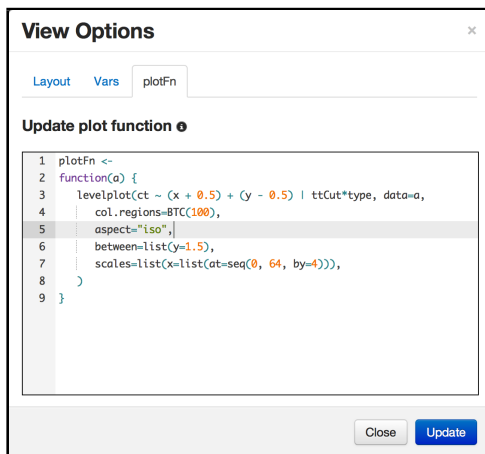 View Options
×
Layout Vars plotFn
Update plot function
1 plotFn <-
2 function(a) {
3 levelplot(ct ~ (x + 0.5) + (y - 0.5) | ttCut*type, data=a,
4 col.regions=BTC(100),
5 aspect="iso",
6 between=list(y=1.5),
7 scales=list(x=list(at=seq(0, 64, by=4))),
8 )
9 }
Close Update